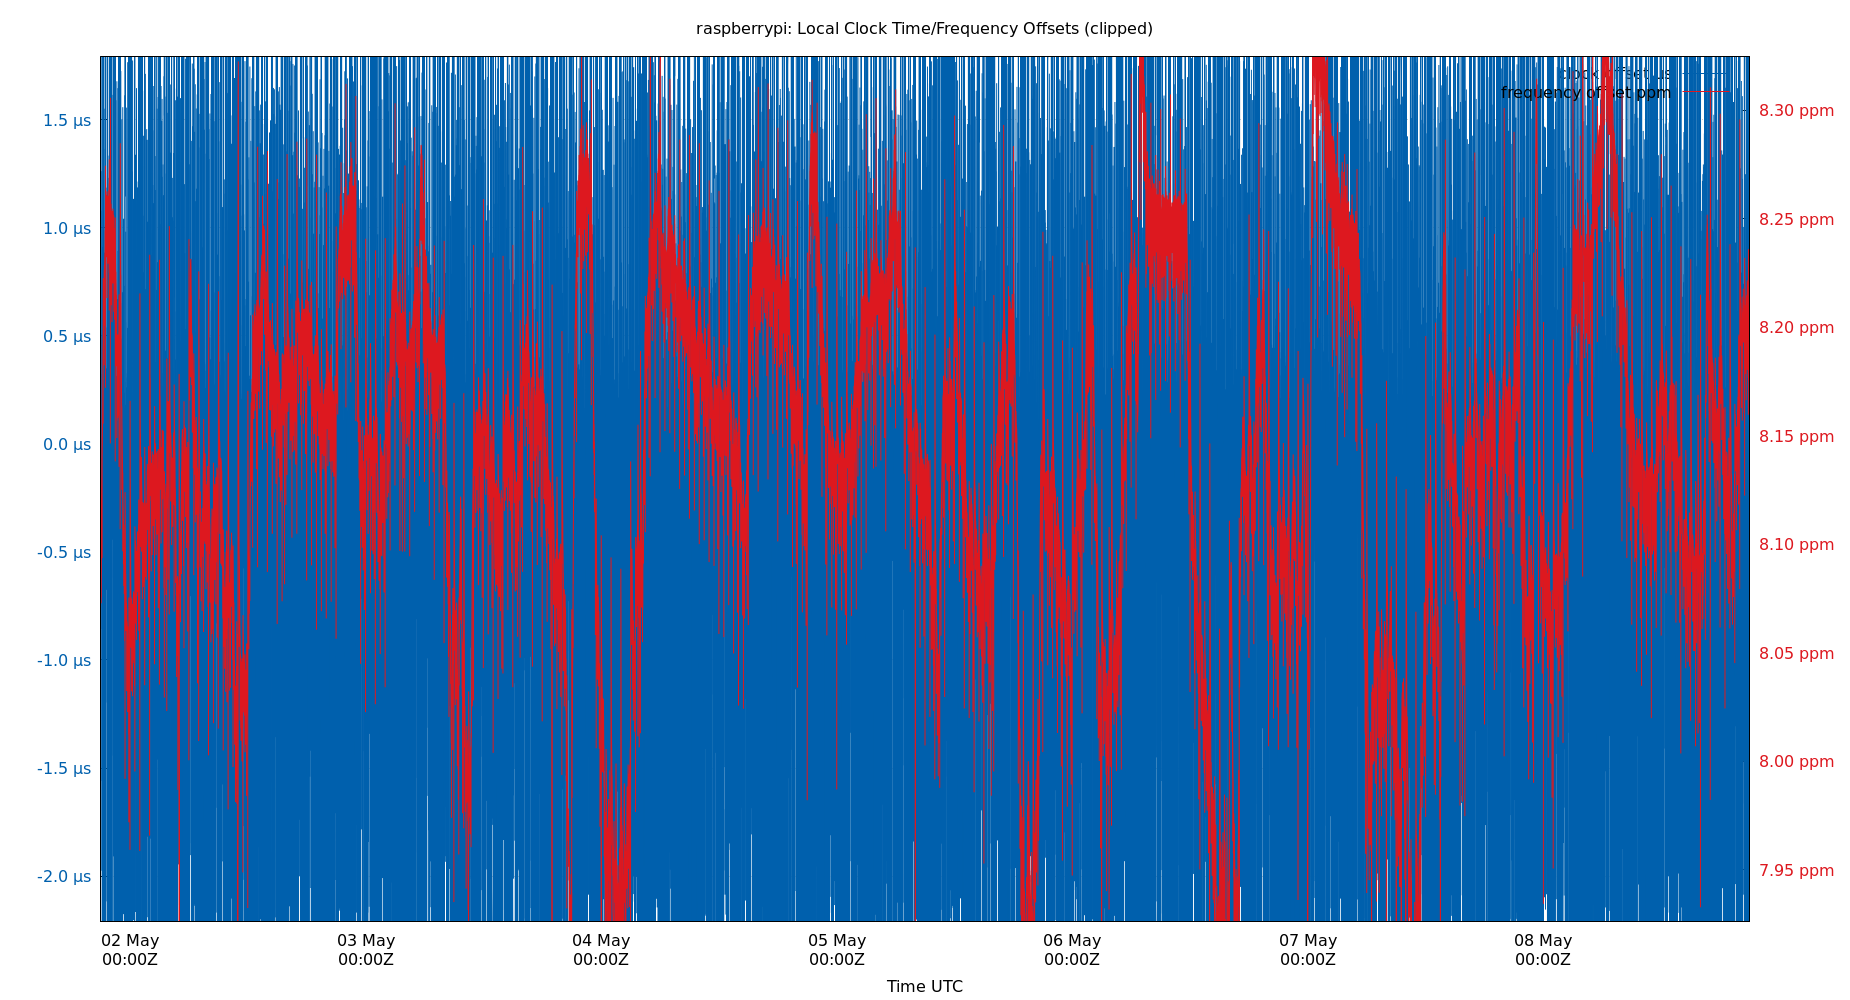 raspberrypi: Local Clock Time/Frequency Offsets (clipped)
clock offset us
frequency offset ppm
1.5 μs
1.0 μs
0.5 μs
0.0 μs
-0.5 μs
-1.0 μs
-1.5 μs
-2.0 μs
8.30 ppm
8.25 ppm
8.20 ppm
8.15 ppm
8.10 ppm
8.05 ppm
8.00 ppm
7.95 ppm
02 May
00:00Z
03 May
00:00Z
04 May
00:00Z
05 May
00:00Z
06 May
00:00Z
07 May
00:00Z
08 May
00:00Z
Time UTC